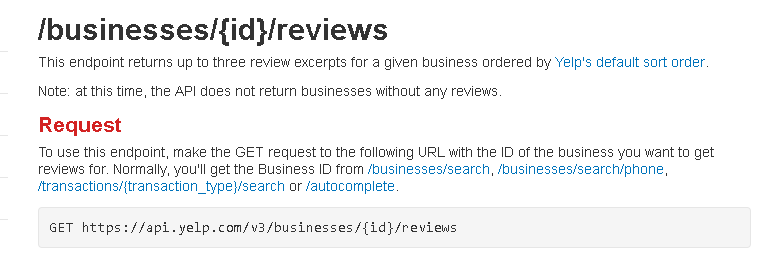 /businesses/{id}/reviews
This endpoint returns up to three review excerpts for a given business ordered by Yelp's default sort order.
Note: at this time, the API does not return businesses without any reviews.
Request
To use this endpoint, make the GET request to the following URL with the ID of the business you want to get
reviews for. Normally, you'll get the Business ID from /businesses/search, /businesses/search/phone,
/transactions/{transaction_type}/search or /autocomplete.
GET https://api.yelp.com/v3/businesses/{id}/reviews